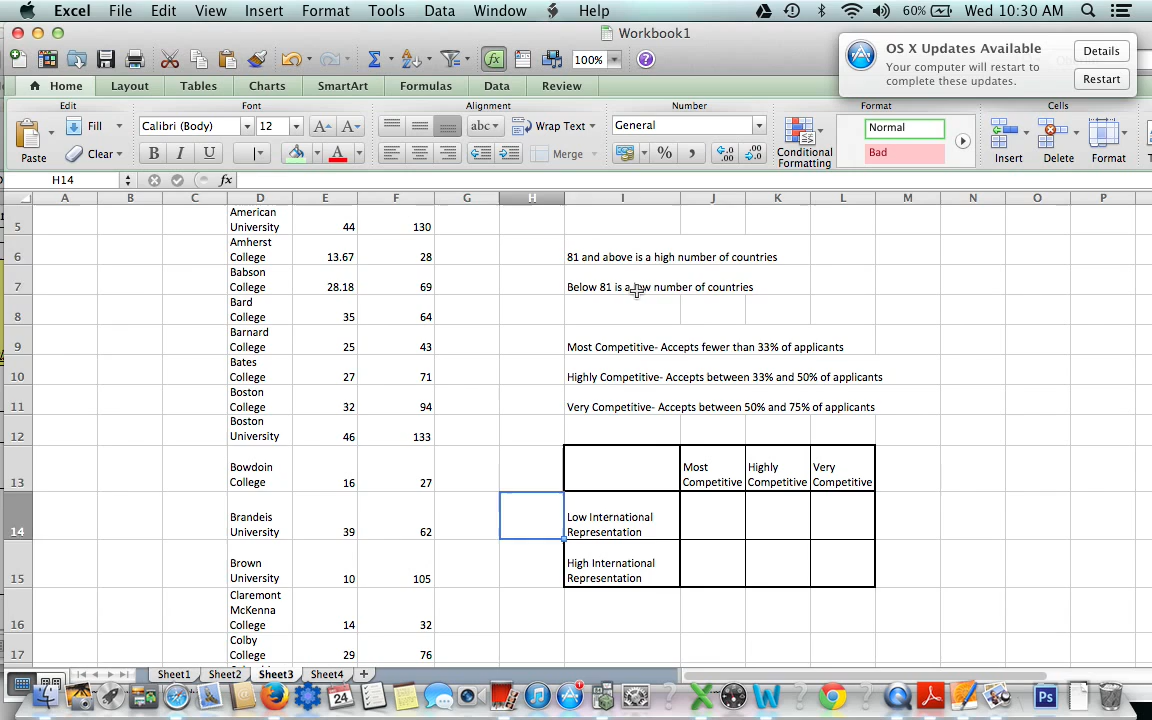 Excel File Edit View Insert Format Tools Data Window Help 60% Wed 10:30 AM
Workbook1
OS X Updates Available
Your computer will restart to complete these updates.
Details
Restart
100%
Home Layout Tables Charts SmartArt Formulas Data Review
Edit Font Alignment Number Format Cells
Fill Calibri (Body) 12 A A abc Wrap Text General Normal
Paste Clear B I U A Merge % , Conditional Formatting Bad Insert Delete Format
H14 fx
A B C D E F G H I J K L M N O P
5 American University 44 130
6 Amherst College 13.67 28 81 and above is a high number of countries
7 Babson College 28.18 69 Below 81 is a low number of countries
8 Bard College 35 64
9 Barnard College 25 43 Most Competitive- Accepts fewer than 33% of applicants
10 Bates College 27 71 Highly Competitive- Accepts between 33% and 50% of applicants
11 Boston College 32 94 Very Competitive- Accepts between 50% and 75% of applicants
12 Boston University 46 133
13 Bowdoin College 16 27 Most Competitive Highly Competitive Very Competitive
14 Brandeis University 39 62 Low International Representation
15 Brown University 10 105 High International Representation
16 Claremont McKenna College 14 32
17 Colby College 29 76
Sheet1 Sheet2 Sheet3 Sheet4 +
24
Ps